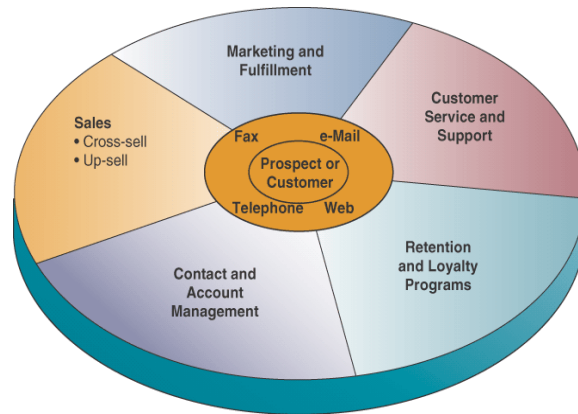 Marketing and
Fulfillment
Customer
Service and
Support
Sales
• Cross-sell
• Up-sell
Fax e-Mail
Prospect or
Customer
Telephone Web
Retention
and Loyalty
Programs
Contact and
Account
Management